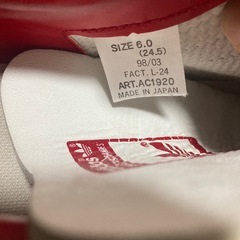 SIZE 6.0
(24.5)
98/03
FACT. L-24
ART.AC1920
MADE IN JAPAN